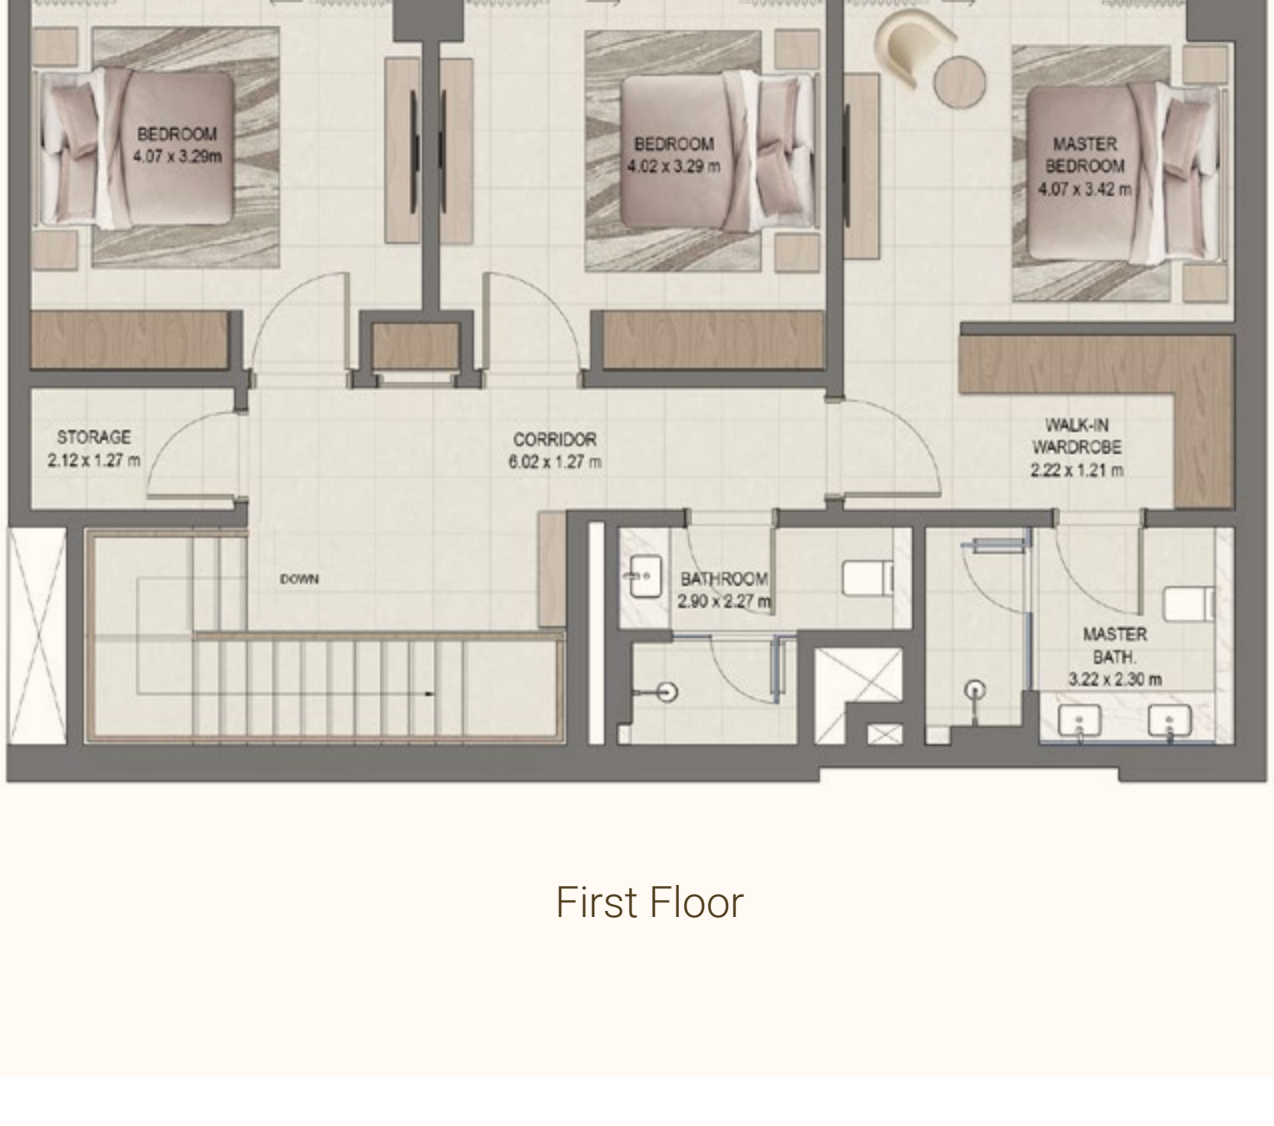 BEDROOM
4.07 x 3.29m
BEDROOM
4.02 x 3.29 m
MASTER
BEDROOM
4.07 x 3.42 m
STORAGE
2.12 x 1.27 m
CORRIDOR
6.02 x 1.27 m
WALK-IN
WARDROBE
2.22 x 1.21 m
DOWN
BATHROOM
2.90 x 2.27 m
MASTER
BATH.
3.22 x 2.30 m
First Floor